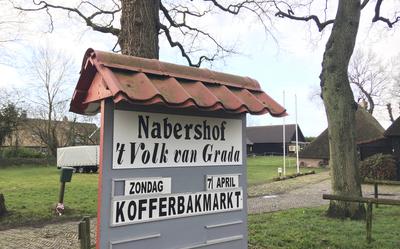 Nabershof
't Volk van Grada
ZONDAG 7 APRIL
KOFFERBAKMARKT